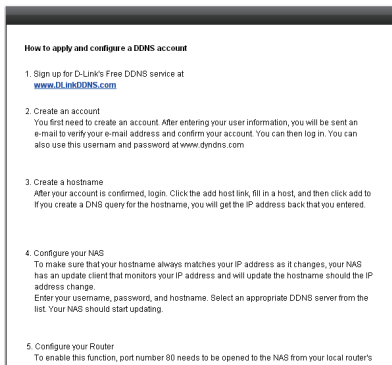 How to apply and configure a DDNS account
1. Sign up for D-Link's Free DDNS service at
www.DLinkDDNS.com
2. Create an account
You first need to create an account. After entering your user information, you will be sent an
e-mail to verify your e-mail address and confirm your account. You can then log in. You can
also use this usernam and password at www.dyndns.com
3. Create a hostname
After your account is confirmed, login. Click the add host link, fill in a host, and then click add to
If you create a DNS query for the hostname, you will get the IP address back that you entered.
4. Configure your NAS
To make sure that your hostname always matches your IP address as it changes, your NAS
has an update client that monitors your IP address and will update the hostname should the IP
address change.
Enter your username, password, and hostname. Select an appropriate DDNS server from the
list. Your NAS should start updating.
5. Configure your Router
To enable this function, port number 80 needs to be opened to the NAS from your local router's